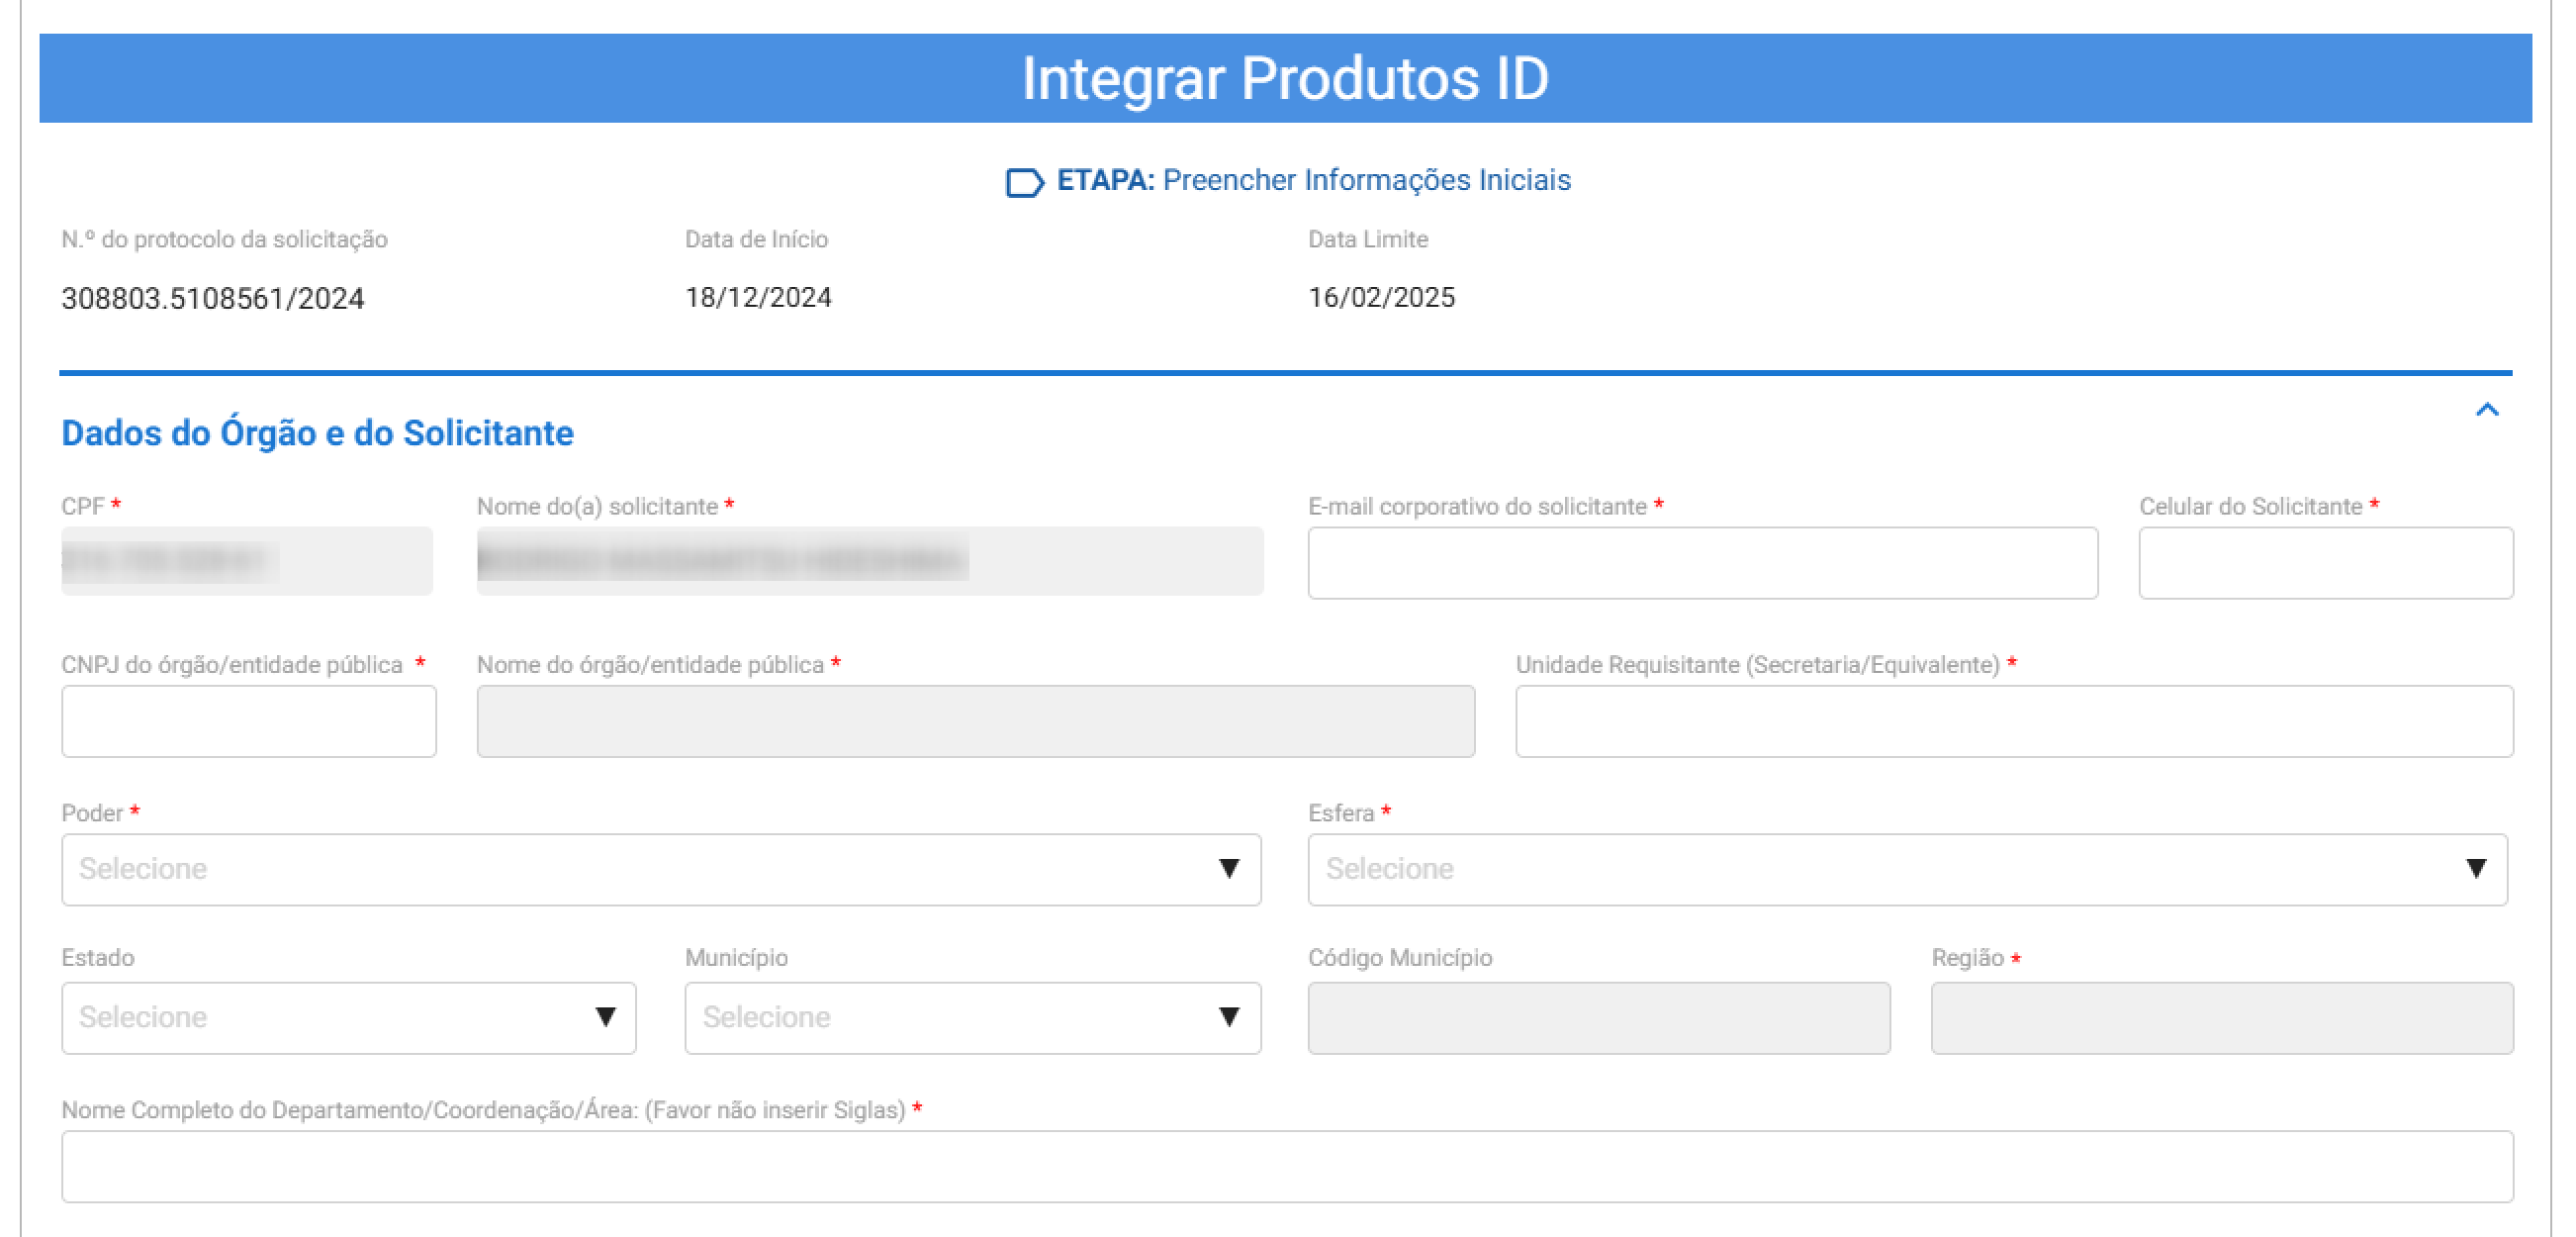 Integrar Produtos ID
ETAPA: Preencher Informações Iniciais
N.º do protocolo da solicitação Data de Início Data Limite
308803.5108561/2024 18/12/2024 16/02/2025
Dados do Órgão e do Solicitante
CPF * Nome do(a) solicitante * E-mail corporativo do solicitante * Celular do Solicitante *
CNPJ do órgão/entidade pública * Nome do órgão/entidade pública * Unidade Requisitante (Secretaria/Equivalente) *
Poder * Esfera *
Selecione Selecione
Estado Município Código Município Região *
Selecione Selecione
Nome Completo do Departamento/Coordenação/Área: (Favor não inserir Siglas) *